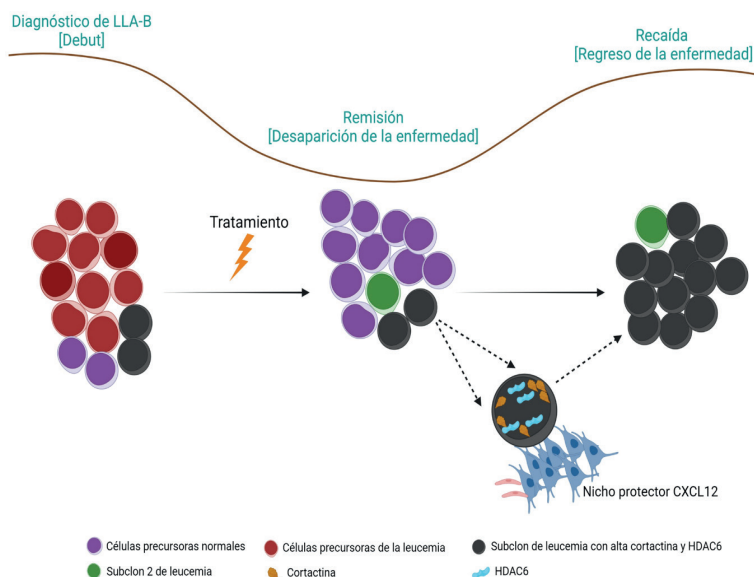 Diagnóstico de LLA-B
[Debut]
Recaída
[Regreso de la enfermedad]
Remisión
[Desaparición de la enfermedad]
Tratamiento
Nicho protector CXCL12
Células precursoras normales
Células precursoras de la leucemia
Subclon de leucemia con alta cortactina y HDAC6
Subclon 2 de leucemia
Cortactina
HDAC6